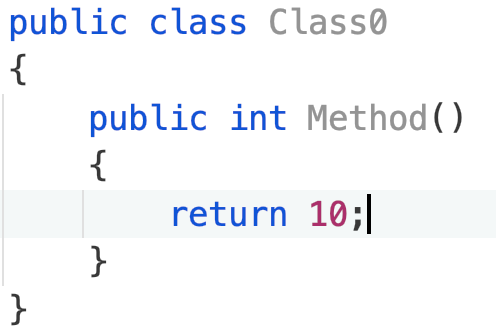 public class Class0
{
    public int Method()
    {
        return 10;
    }
}